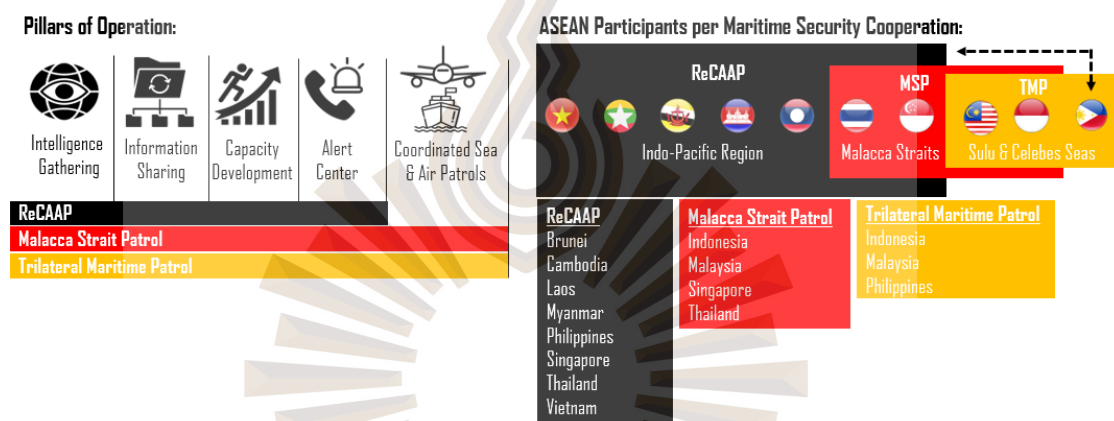 Pillars of Operation:
Intelligence
Gathering
Information
Sharing
Capacity
Development
Alert
Center
Coordinated Sea
& Air Patrols
ReCAAP
Malacca Strait Patrol
Trilateral Maritime Patrol
ASEAN Participants per Maritime Security Cooperation:
ReCAAP
MSP
TMP
Indo-Pacific Region
Malacca Straits
Sulu & Celebes Seas
ReCAAP
Brunei
Cambodia
Laos
Myanmar
Philippines
Singapore
Thailand
Vietnam
Malacca Strait Patrol
Indonesia
Malaysia
Singapore
Thailand
Trilateral Maritime Patrol
Indonesia
Malaysia
Philippines